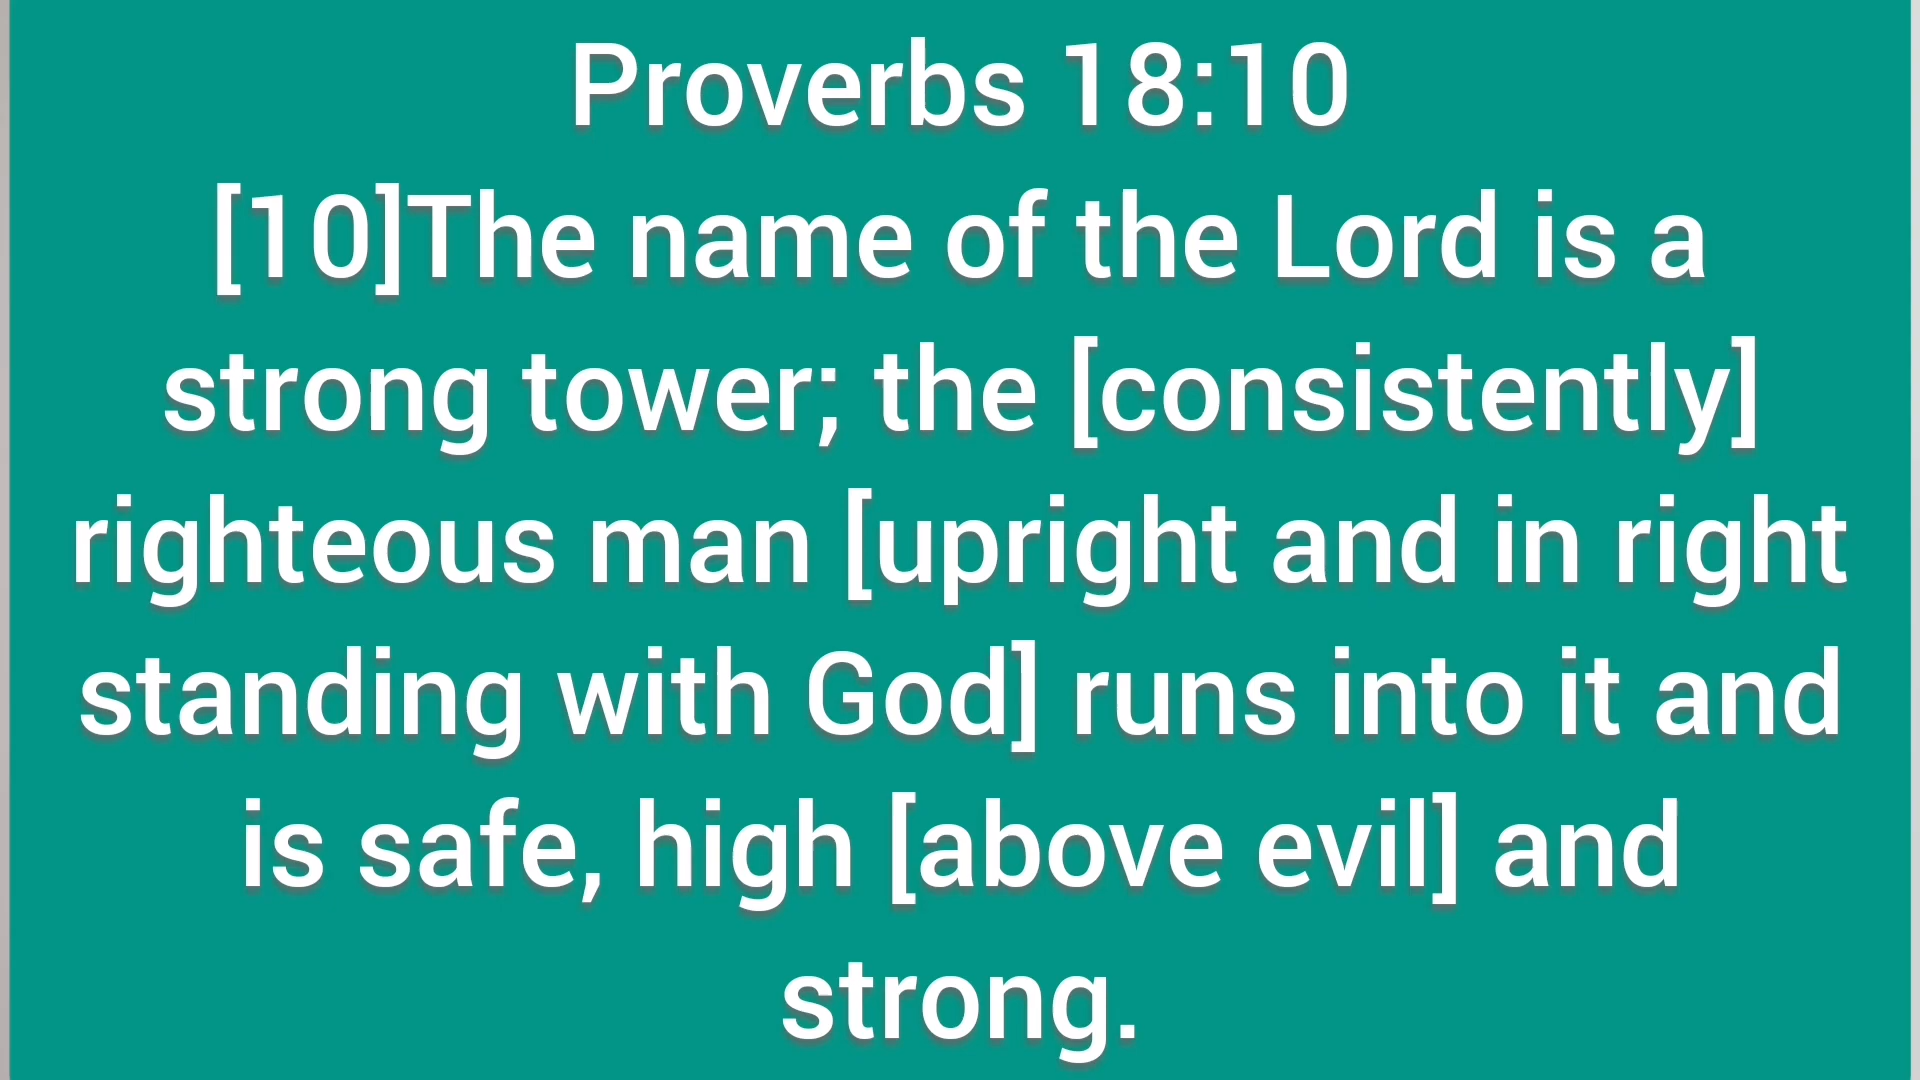 Proverbs 18:10
[10]The name of the Lord is a
strong tower; the [consistently]
righteous man [upright and in right
standing with God] runs into it and
is safe, high [above evil] and
strong.